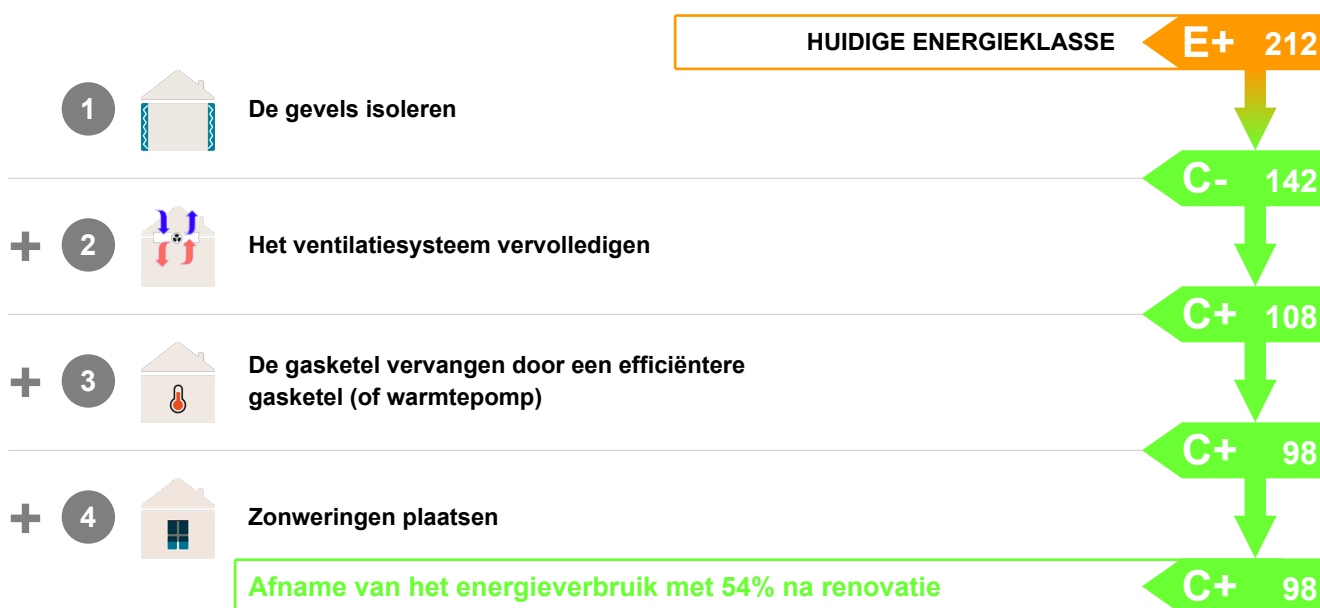 HUIDIGE ENERGIEKLASSE E+ 212
1 De gevels isoleren
C- 142
+ 2 Het ventilatiesysteem vervolledigen
C+ 108
+ 3 De gasketel vervangen door een efficiëntere
gasketel (of warmtepomp)
C+ 98
+ 4 Zonweringen plaatsen
Afname van het energieverbruik met 54% na renovatie C+ 98